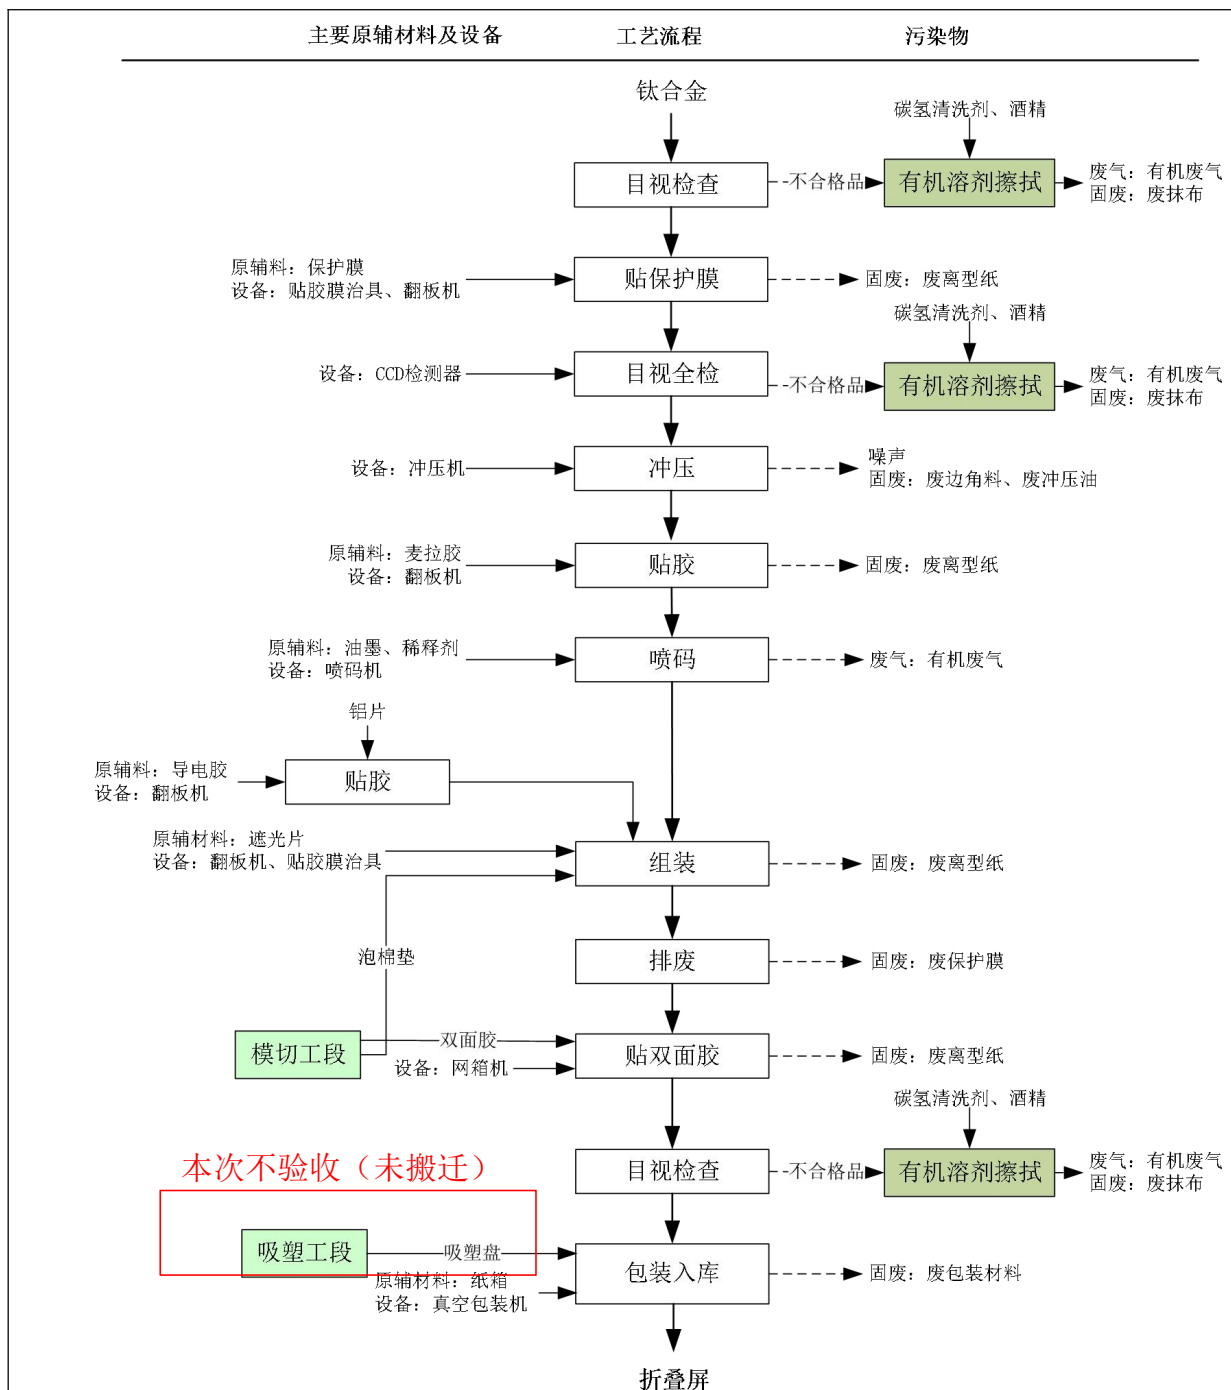 主要原辅材料及设备
工艺流程
污染物
钛合金
碳氢清洗剂、酒精
目视检查
不合格品
有机溶剂擦拭
废气：有机废气
固废：废抹布
原辅料：保护膜
设备：贴胶膜治具、翻板机
贴保护膜
固废：废离型纸
碳氢清洗剂、酒精
设备：CCD检测器
目视全检
不合格品
有机溶剂擦拭
废气：有机废气
固废：废抹布
设备：冲压机
冲压
噪声
固废：废边角料、废冲压油
原辅料：麦拉胶
设备：翻板机
贴胶
固废：废离型纸
原辅料：油墨、稀释剂
设备：喷码机
喷码
废气：有机废气
铝片
原辅料：导电胶
设备：翻板机
贴胶
原辅材料：遮光片
设备：翻板机、贴胶膜治具
组装
固废：废离型纸
泡棉垫
排废
固废：废保护膜
模切工段
双面胶
设备：网箱机
贴双面胶
固废：废离型纸
碳氢清洗剂、酒精
本次不验收（未搬迁）
目视检查
不合格品
有机溶剂擦拭
废气：有机废气
固废：废抹布
吸塑工段
吸塑盘
原辅材料：纸箱
设备：真空包装机
包装入库
固废：废包装材料
折叠屏